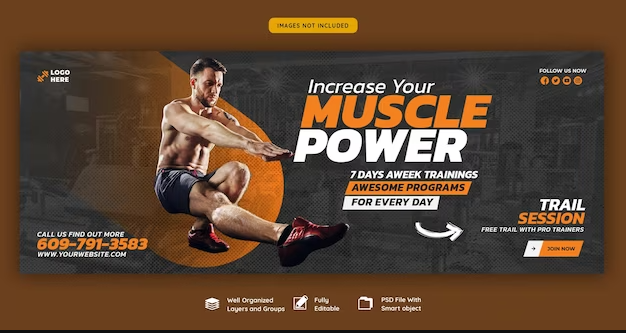 IMAGES NOT INCLUDED
LOGO
HERE
FOLLOW US NOW
Increase Your
MUSCLE
POWER
7 DAYS AWEEK TRAININGS
AWESOME PROGRAMS
FOR EVERY DAY
CALL US FIND OUT MORE
609-791-3583
WWW.YOURWEBSITE.COM
TRAIL
SESSION
FREE TRAIL WITH PRO TRAINERS
JOIN NOW
Well Organized
Layers and Groups
Fully
Editable
PSD File With
Smart object